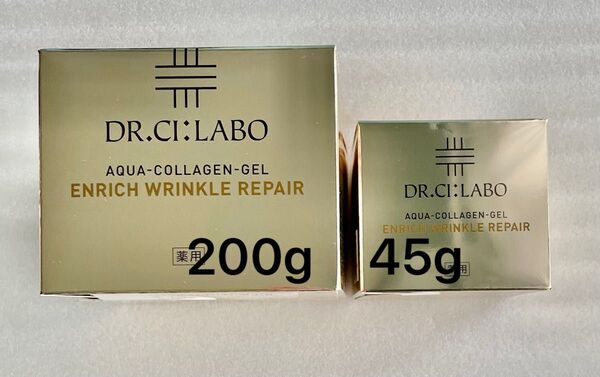 DR.CI:LABO
AQUA-COLLAGEN-GEL
ENRICH WRINKLE REPAIR
薬用
200g
DR.CI:LABO
AQUA-COLLAGEN-GEL
ENRICH WRINKLE REPAIR
45g